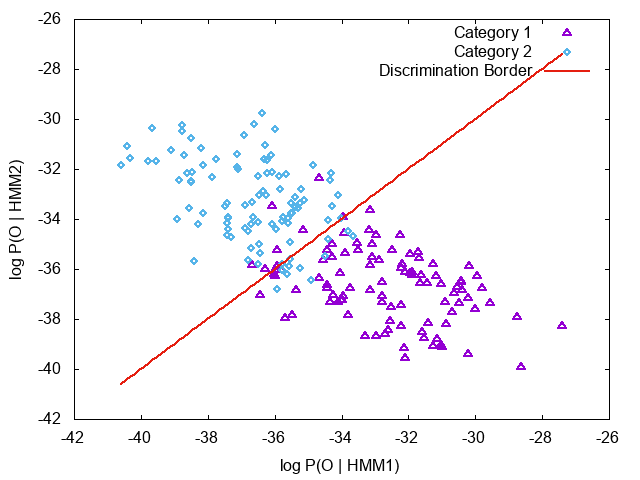 Category 1
Category 2
Discrimination Border
-26
-28
-30
-32
-34
-36
-38
-40
-42
log P(O | HMM2)
-42 -40 -38 -36 -34 -32 -30 -28 -26
log P(O | HMM1)